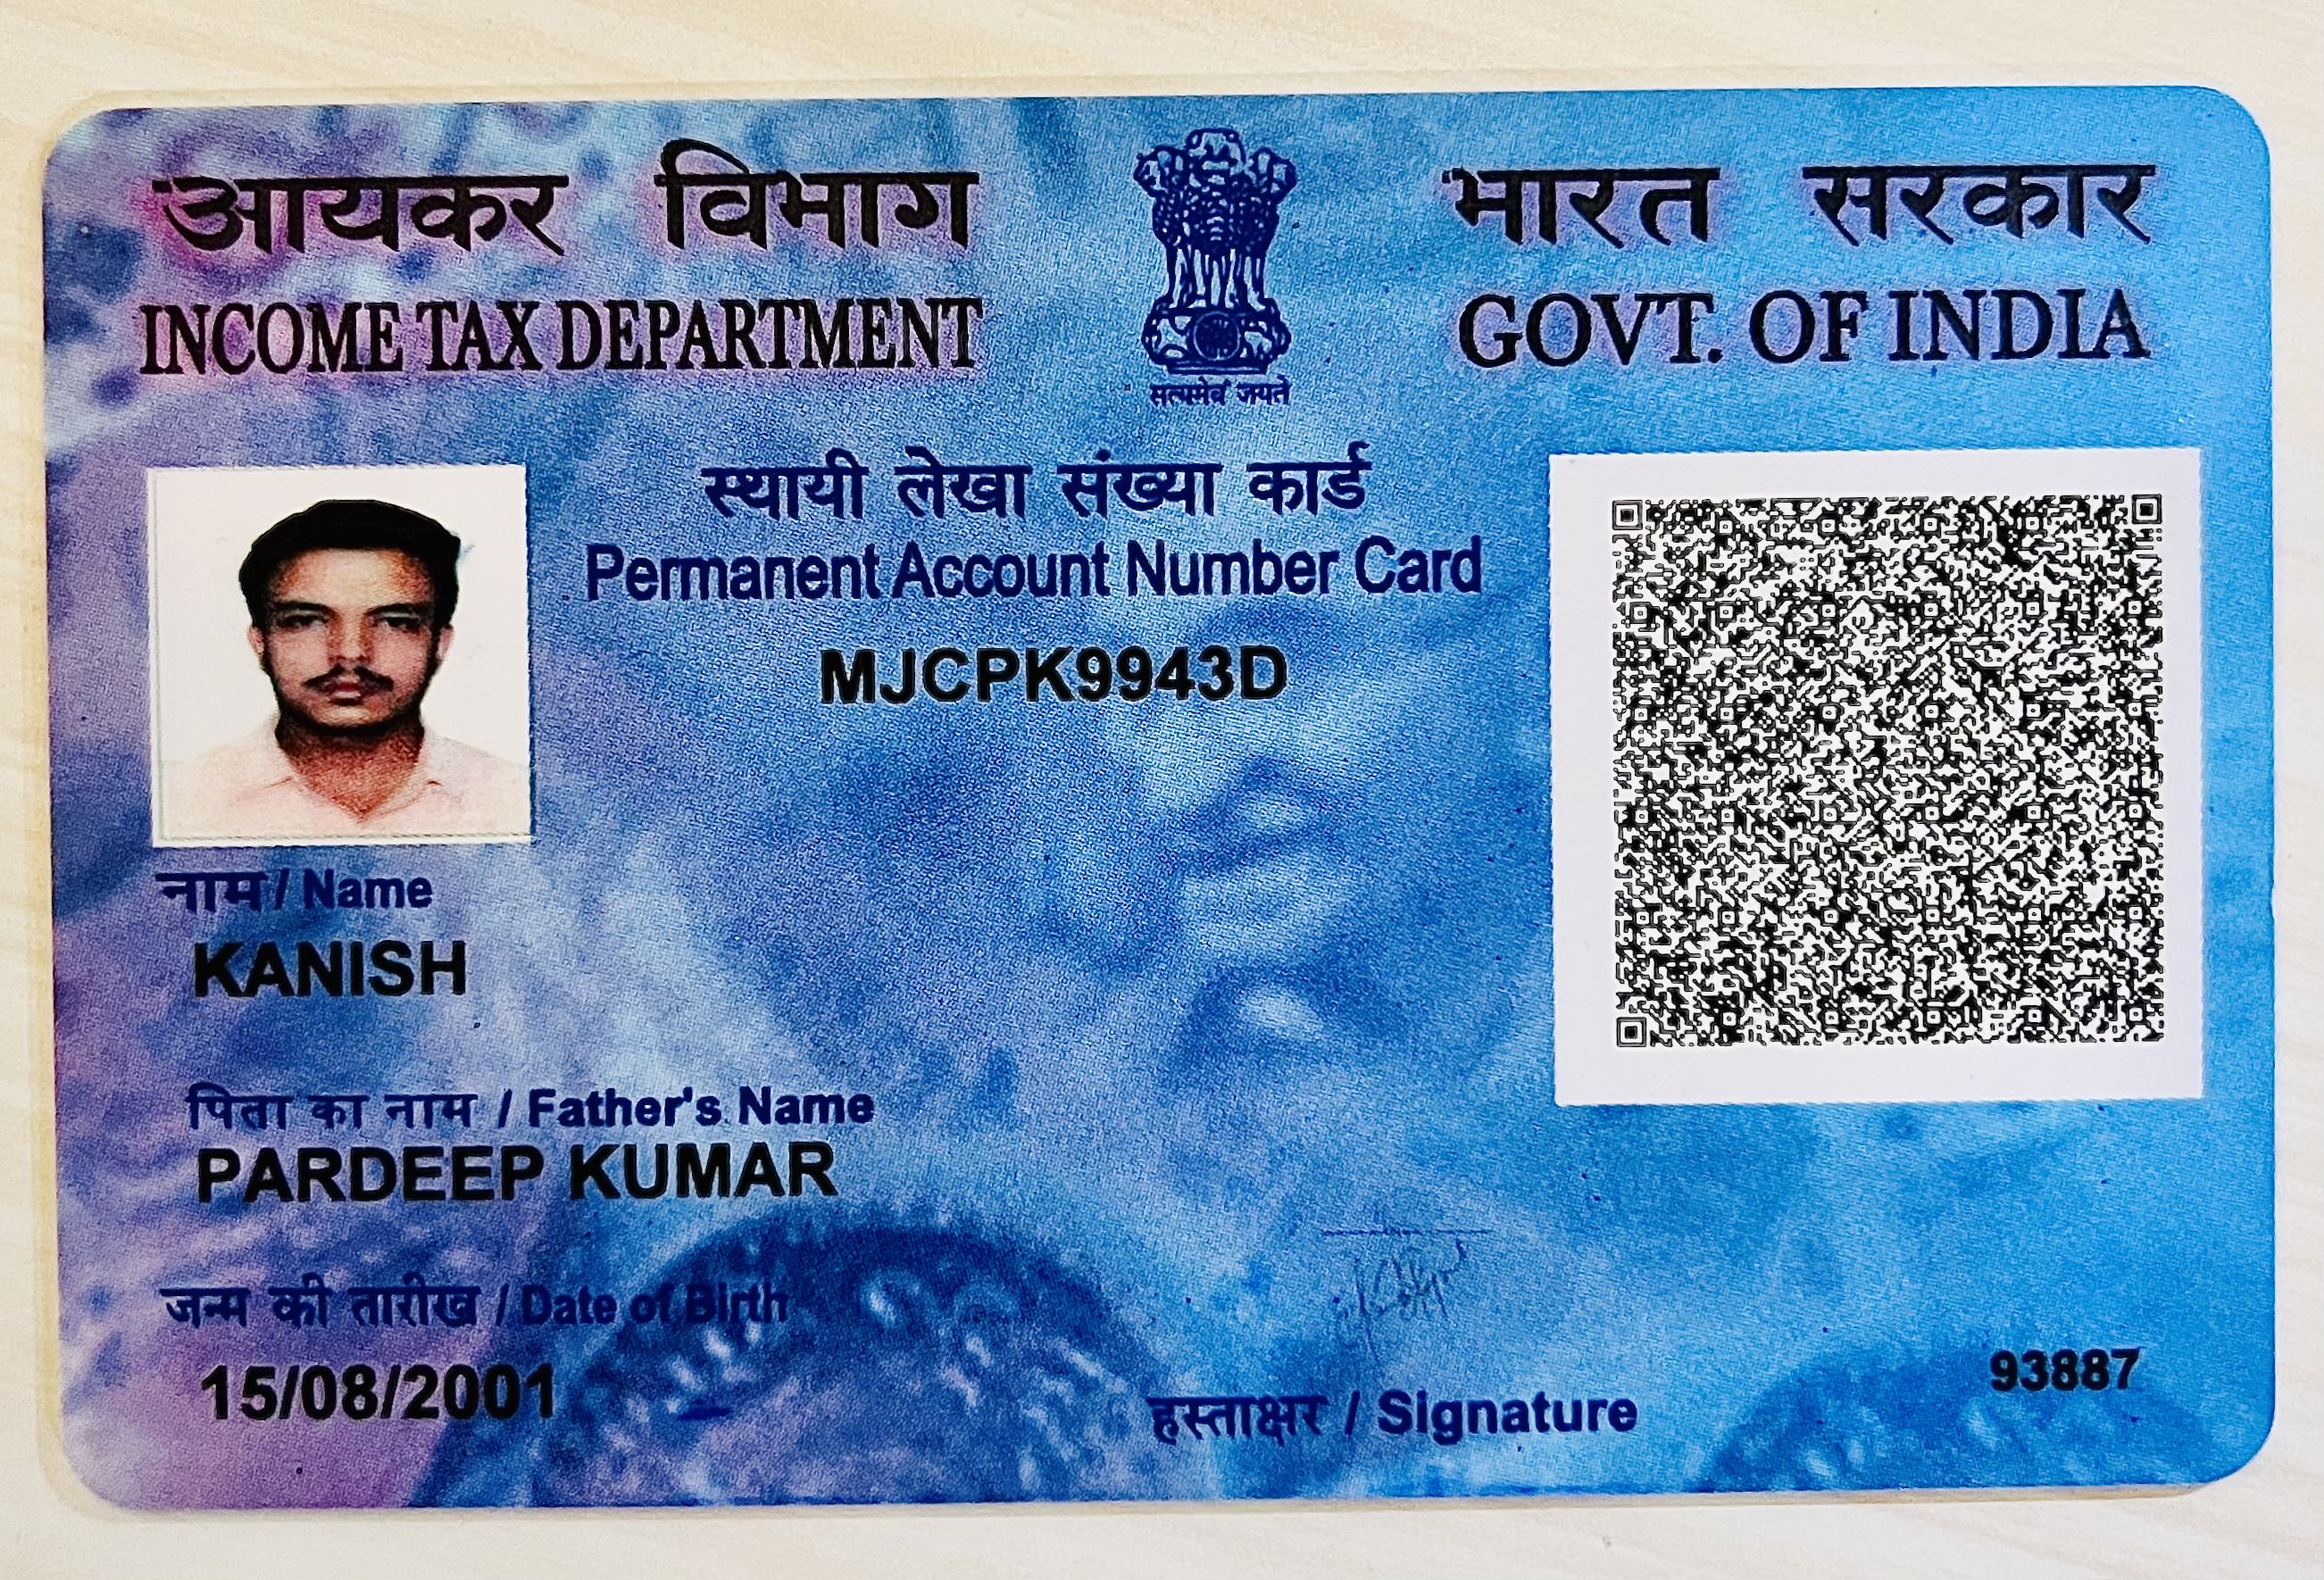 आयकर विभाग
INCOME TAX DEPARTMENT
सत्यमेव जयते
भारत सरकार
GOVT. OF INDIA
स्थायी लेखा संख्या कार्ड
Permanent Account Number Card
MJCPK9943D
नाम / Name
KANISH
पिता का नाम / Father's Name
PARDEEP KUMAR
जन्म की तारीख / Date of Birth
15/08/2001
हस्ताक्षर / Signature
93887